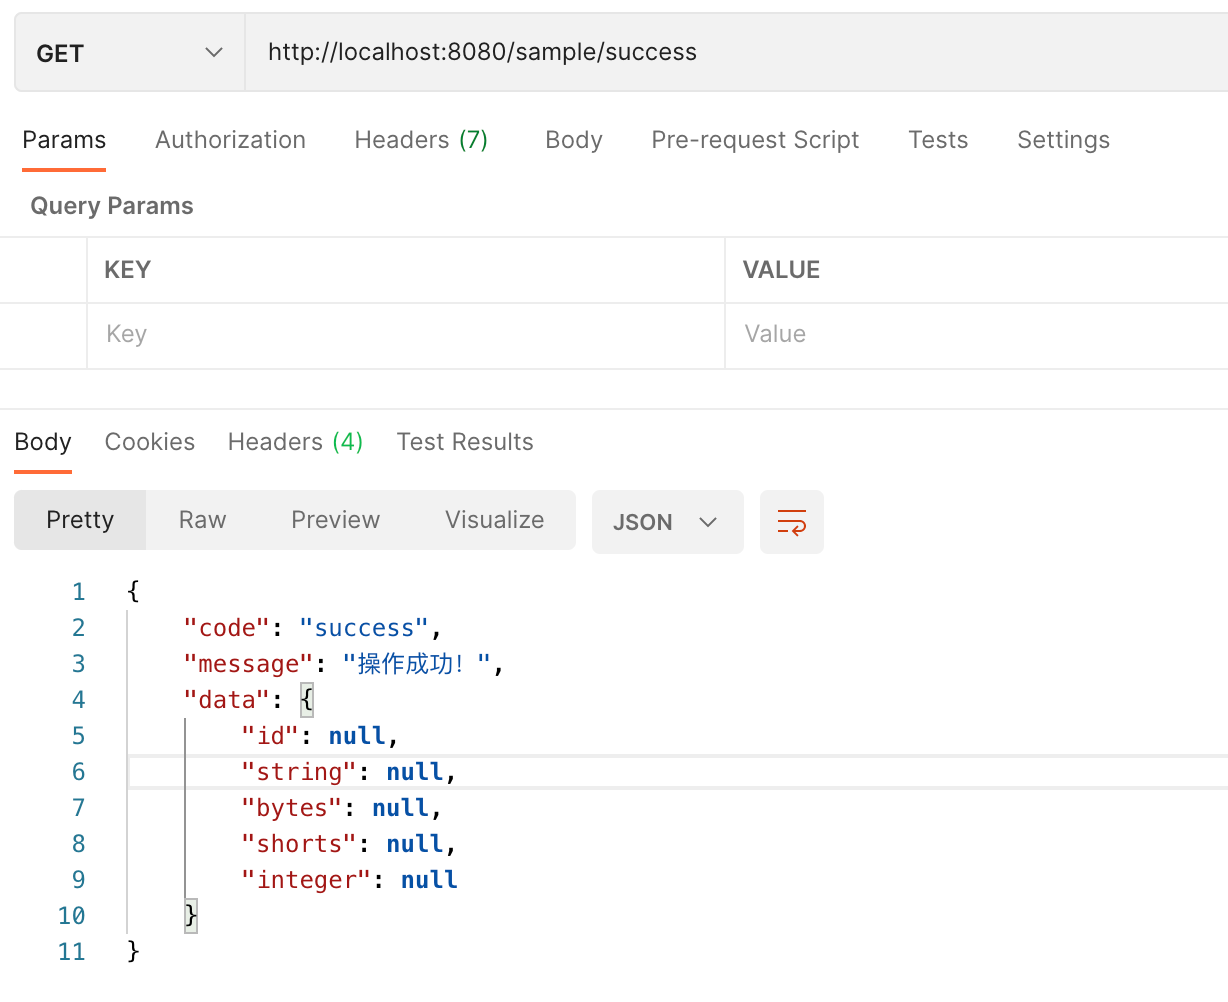 GET http://localhost:8080/sample/success
Params Authorization Headers (7) Body Pre-request Script Tests Settings
Query Params
KEY VALUE
Key Value
Body Cookies Headers (4) Test Results
Pretty Raw Preview Visualize JSON
1 {
2 "code": "success",
3 "message": "操作成功！",
4 "data": {
5 "id": null,
6 "string": null,
7 "bytes": null,
8 "shorts": null,
9 "integer": null
10 }
11 }